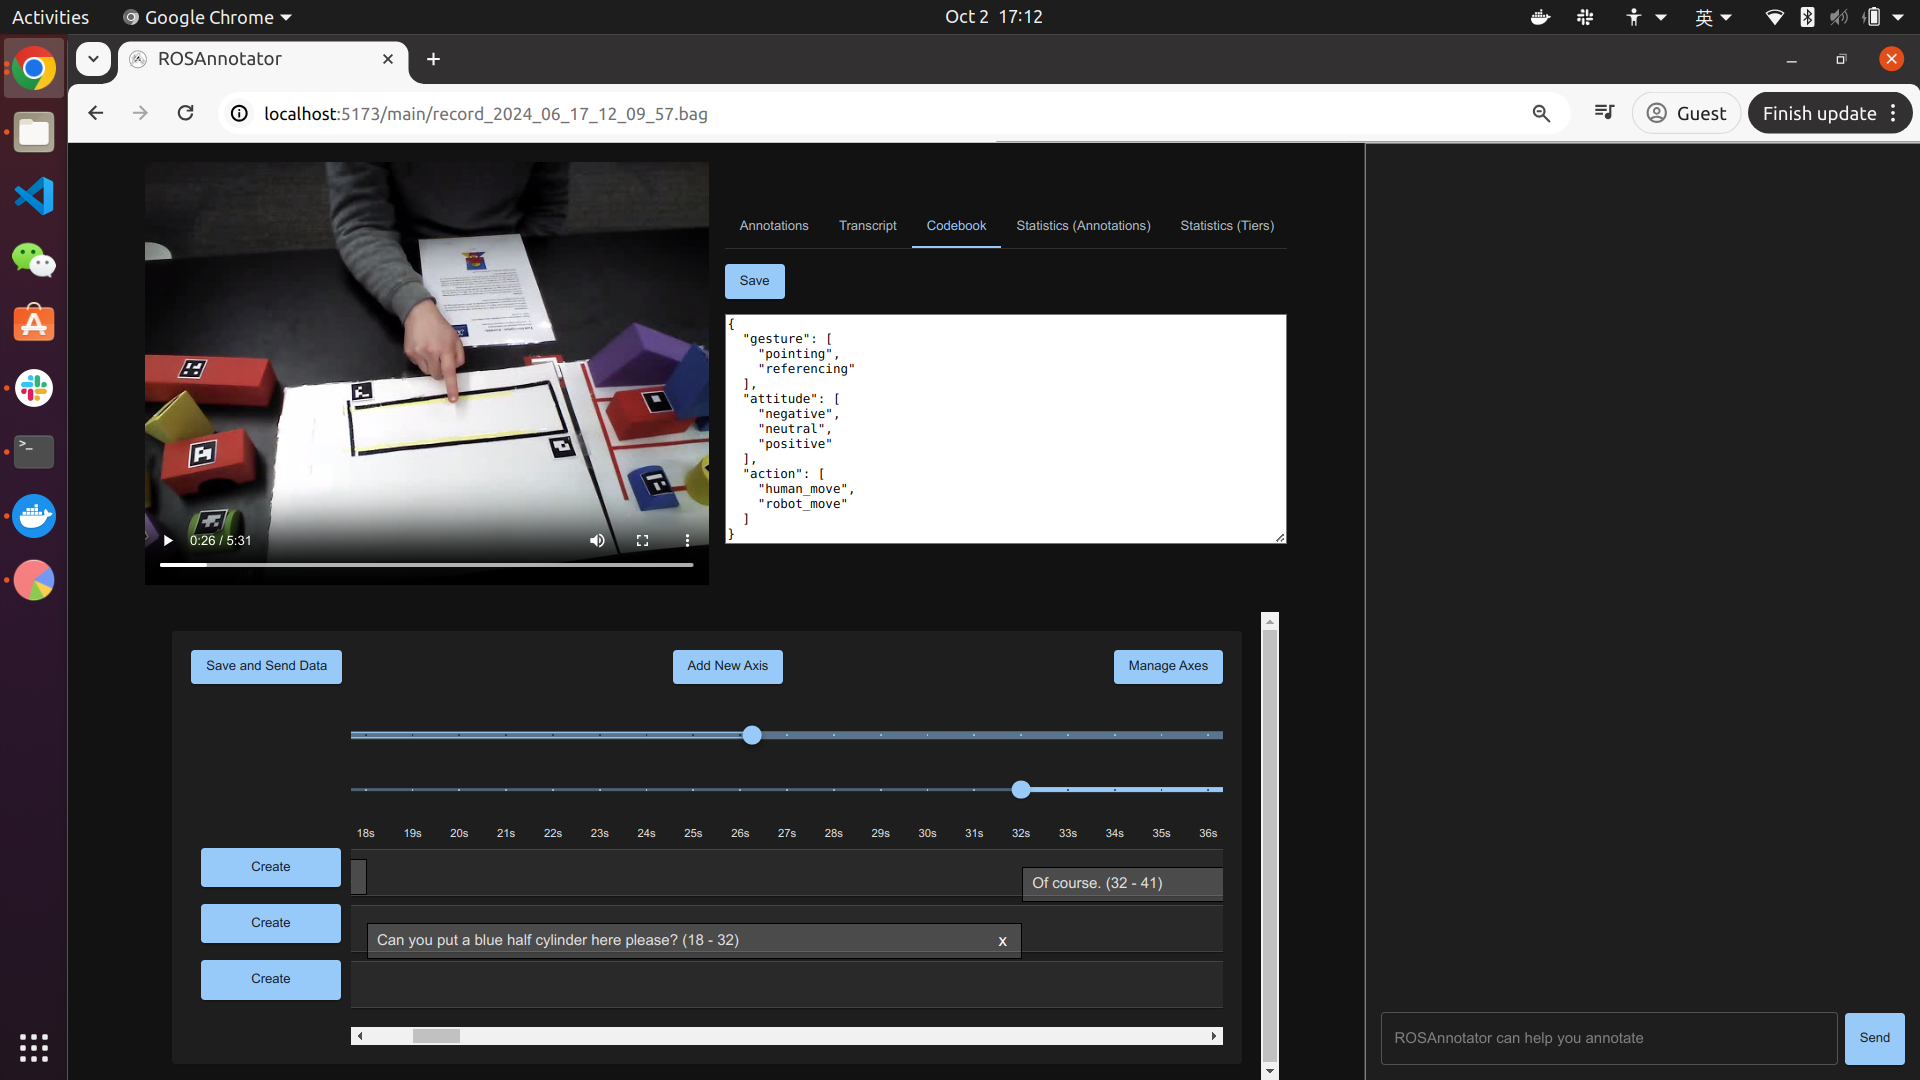 Activities
Google Chrome
Oct 2 17:12
英
ROSAnnotator
localhost:5173/main/record_2024_06_17_12_09_57.bag
Guest
Finish update
Annotations
Transcript
Codebook
Statistics (Annotations)
Statistics (Tiers)
Save
{
"gesture": [
"pointing",
"referencing"
],
"attitude": [
"negative",
"neutral",
"positive"
],
"action": [
"human_move",
"robot_move"
]
}
0:26 / 5:31
Save and Send Data
Add New Axis
Manage Axes
18s 19s 20s 21s 22s 23s 24s 25s 26s 27s 28s 29s 30s 31s 32s 33s 34s 35s 36s
Create
Of course. (32 - 41)
Create
Can you put a blue half cylinder here please? (18 - 32)
x
Create
ROSAnnotator can help you annotate
Send